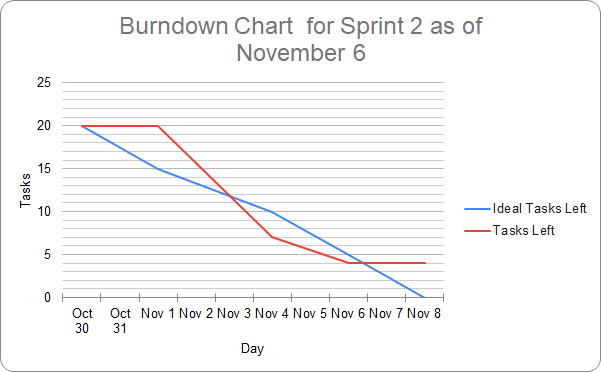 Burndown Chart  for Sprint 2 as of
November 6
25
20
15
10
5
0
Tasks
Oct
30
Oct
31
Nov 1
Nov 2
Nov 3
Nov 4
Nov 5
Nov 6
Nov 7
Nov 8
Day
Ideal Tasks Left
Tasks Left